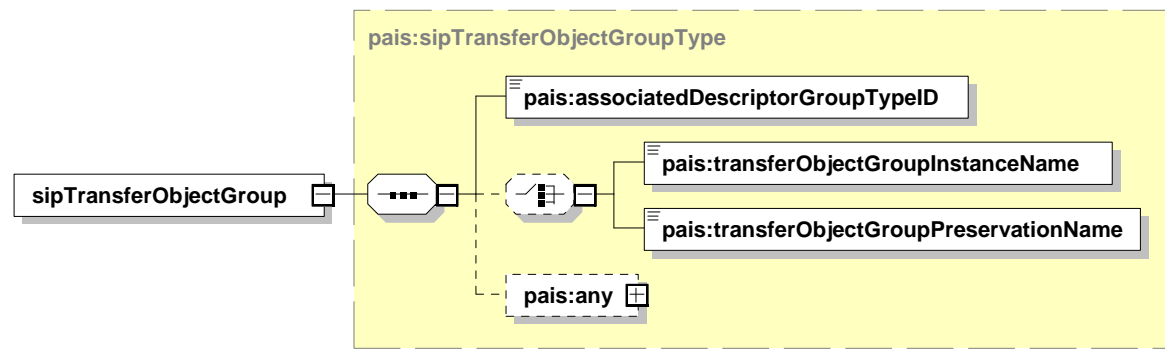 pais:sipTransferObjectGroupType
pais:associatedDescriptorGroupTypeID
pais:transferObjectGroupInstanceName
sipTransferObjectGroup
pais:transferObjectGroupPreservationName
pais:any